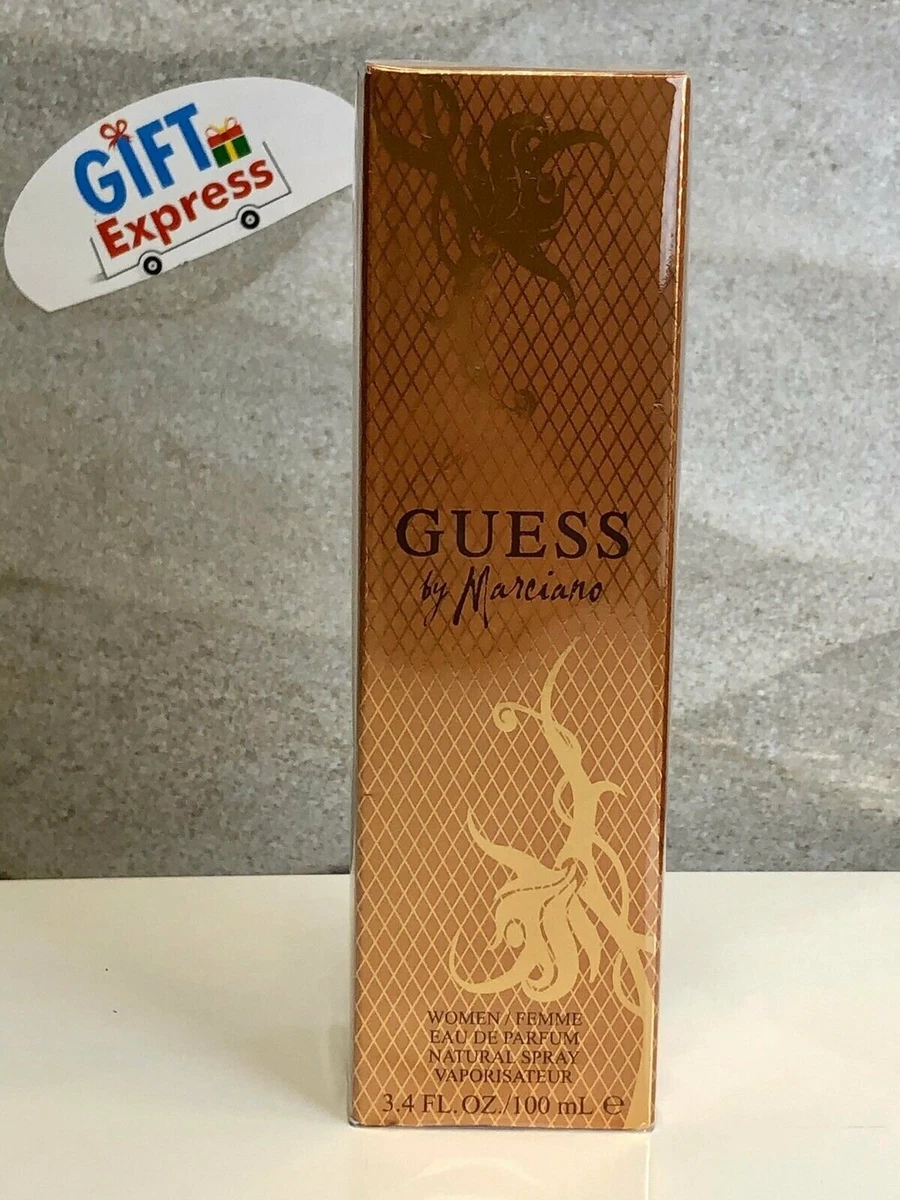 GIFT
Express
GUESS
by Marciano
WOMEN / FEMME
EAU DE PARFUM
NATURAL SPRAY
VAPORISATEUR
3.4 FL. OZ./100 mL ℮